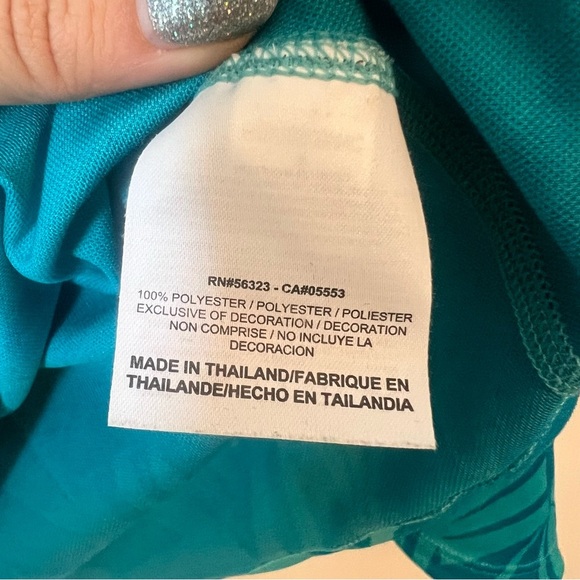 RN#56323 - CA#05553
100% POLYESTER / POLYESTER / POLIESTER
EXCLUSIVE OF DECORATION / DECORATION
NON COMPRISE / NO INCLUYE LA
DECORACION
MADE IN THAILAND/FABRIQUE EN
THAILANDE/HECHO EN TAILANDIA